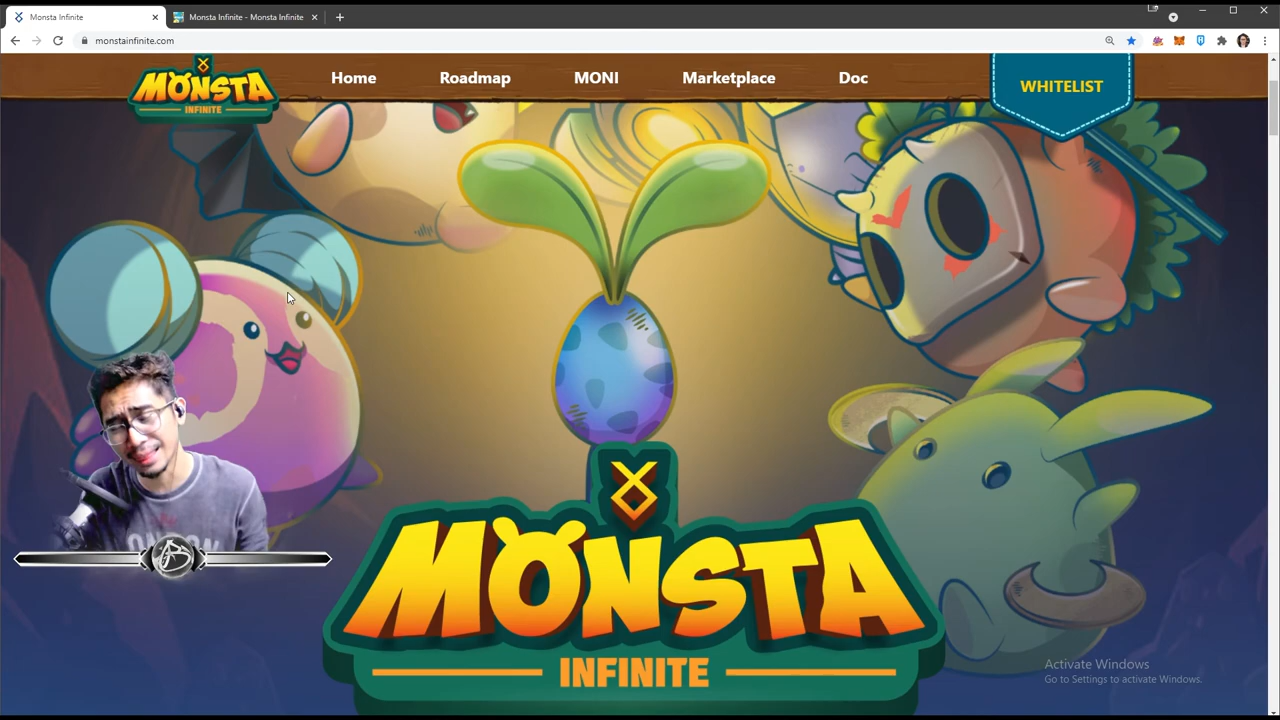 Monsta Infinite
Monsta Infinite - Monsta Infinite
monstainfinite.com
MONSTA
INFINITE
Home
Roadmap
MONI
Marketplace
Doc
WHITELIST
MONSTA
INFINITE
Activate Windows
Go to Settings to activate Windows.